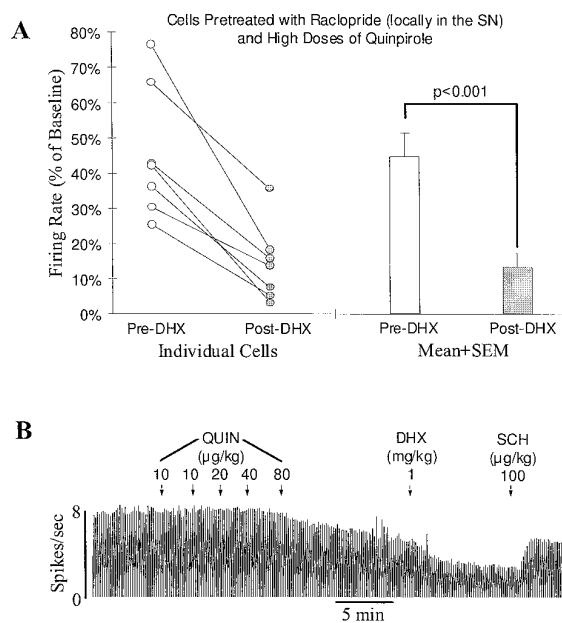 A
Cells Pretreated with Raclopride (locally in the SN)
and High Doses of Quinpirole
Firing Rate (% of Baseline)
80%
70%
60%
50%
40%
30%
20%
10%
0%
p<0.001
Pre-DHX
Post-DHX
Pre-DHX
Post-DHX
Individual Cells
Mean+SEM
B
QUIN
(µg/kg)
10 10 20 40 80
DHX
(mg/kg)
1
SCH
(µg/kg)
100
Spikes/sec
8
0
5 min